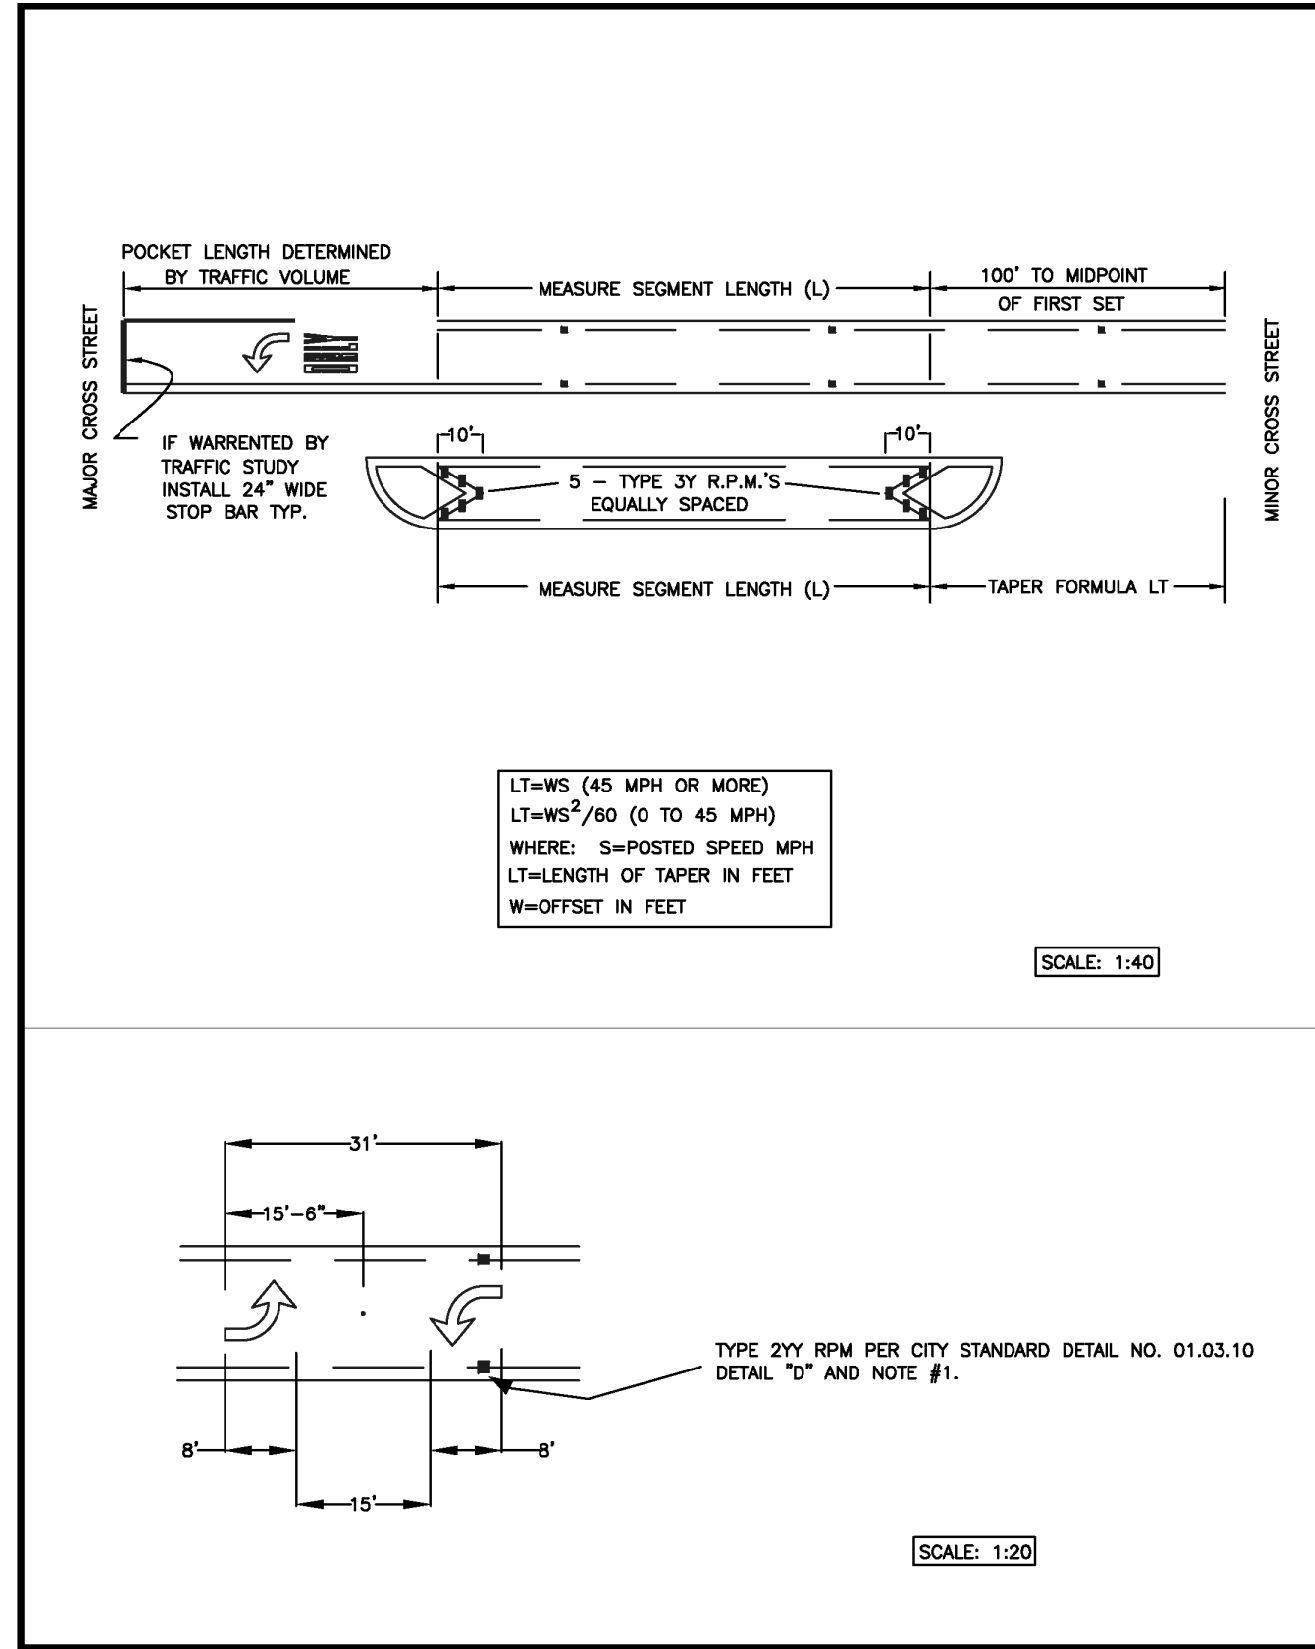 POCKET LENGTH DETERMINED
BY TRAFFIC VOLUME
MEASURE SEGMENT LENGTH (L)
100' TO MIDPOINT
OF FIRST SET
MAJOR CROSS STREET
ONLY
MINOR CROSS STREET
IF WARRENTED BY
TRAFFIC STUDY
INSTALL 24" WIDE
STOP BAR TYP.
10'
10'
5 - TYPE 3Y R.P.M.'S
EQUALLY SPACED
MEASURE SEGMENT LENGTH (L)
TAPER FORMULA LT
LT=WS (45 MPH OR MORE)
LT=WS²/60 (0 TO 45 MPH)
WHERE: S=POSTED SPEED MPH
LT=LENGTH OF TAPER IN FEET
W=OFFSET IN FEET
SCALE: 1:40
31'
15'-6"
TYPE 2YY RPM PER CITY STANDARD DETAIL NO. 01.03.10
DETAIL "D" AND NOTE #1.
8'
8'
15'
SCALE: 1:20